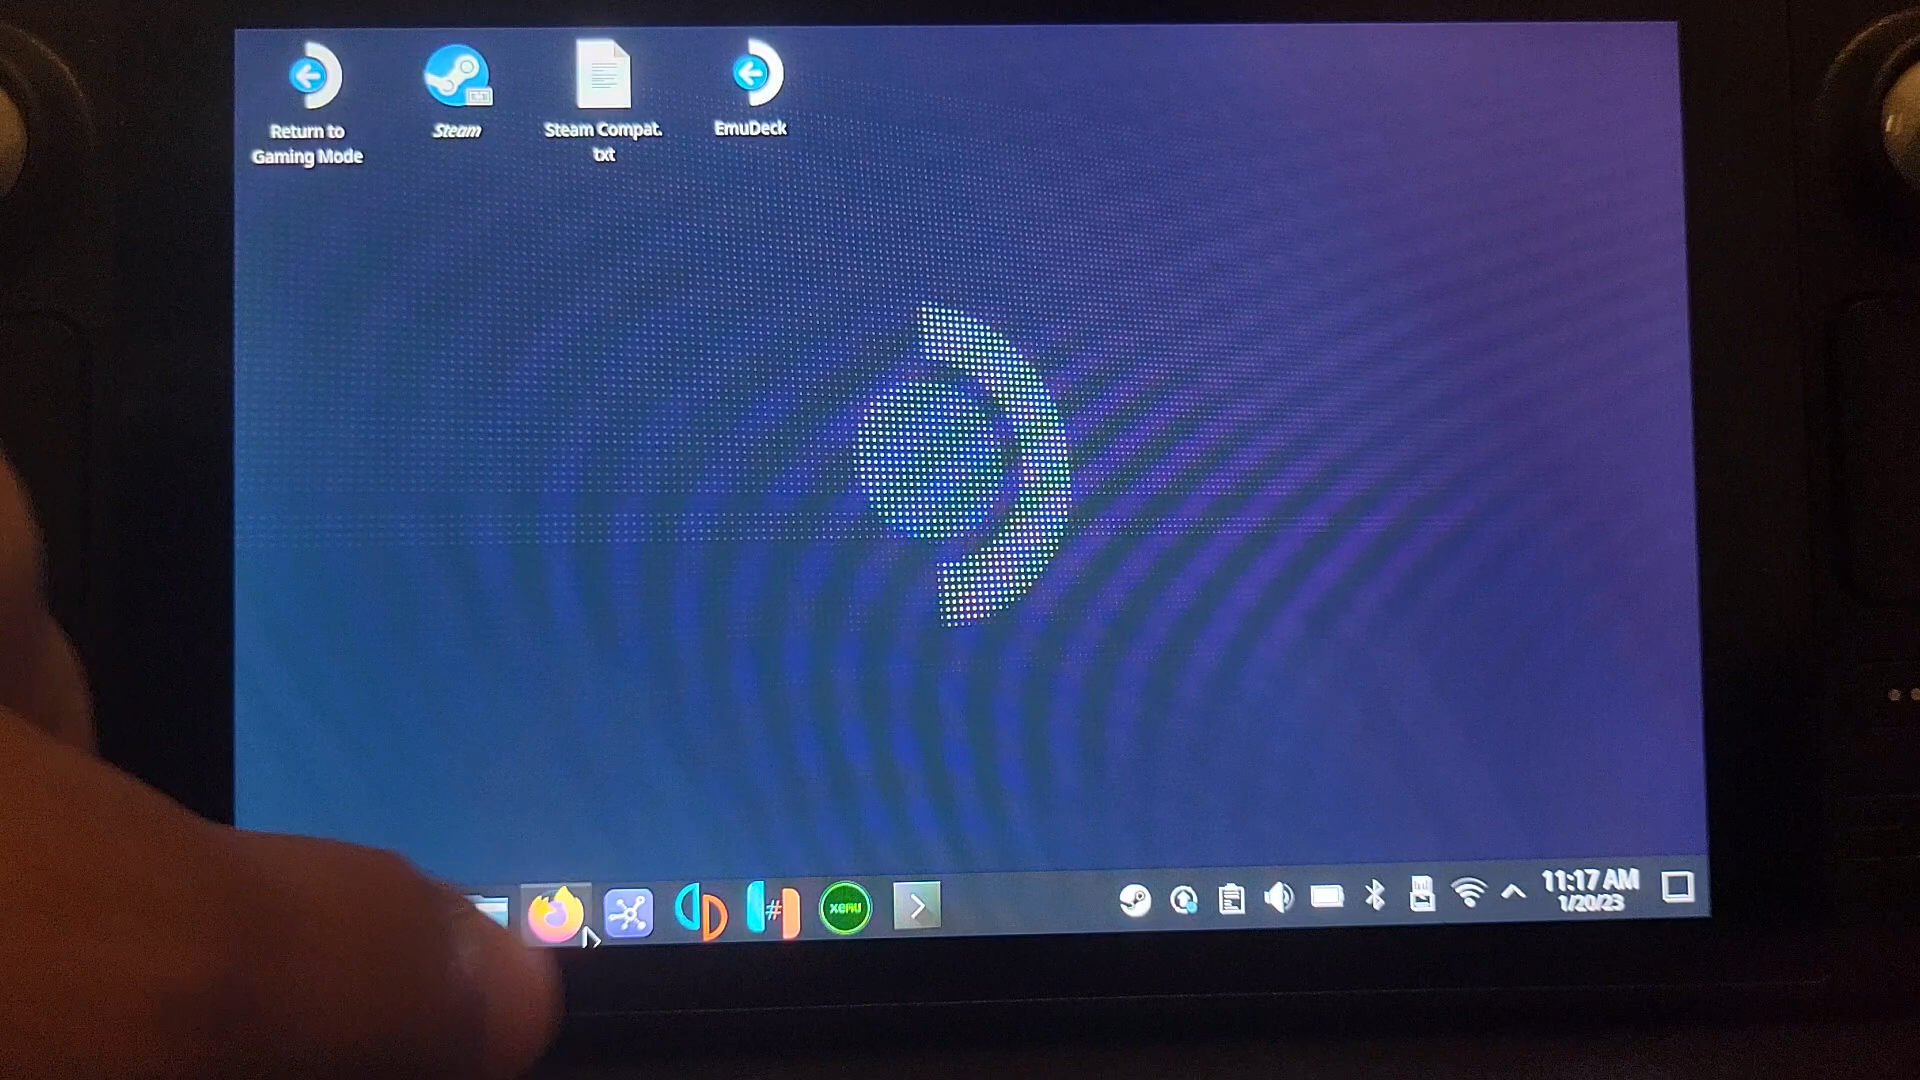 Return to
Gaming Mode
Steam
Steam Compat.
txt
EmuDeck
#
xemu
11:17 AM
1/20/23